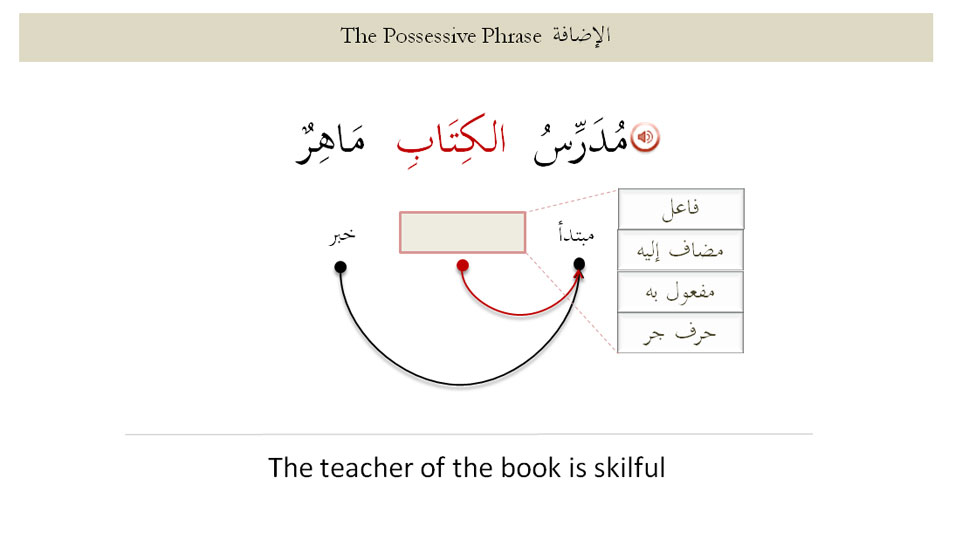 The Possessive Phrase الإضافة
مُدَرِّسُ الكِتَابِ مَاهِرٌ
فاعل
مبتدأ
خبر
مضاف إليه
مفعول به
حرف جر
The teacher of the book is skilful